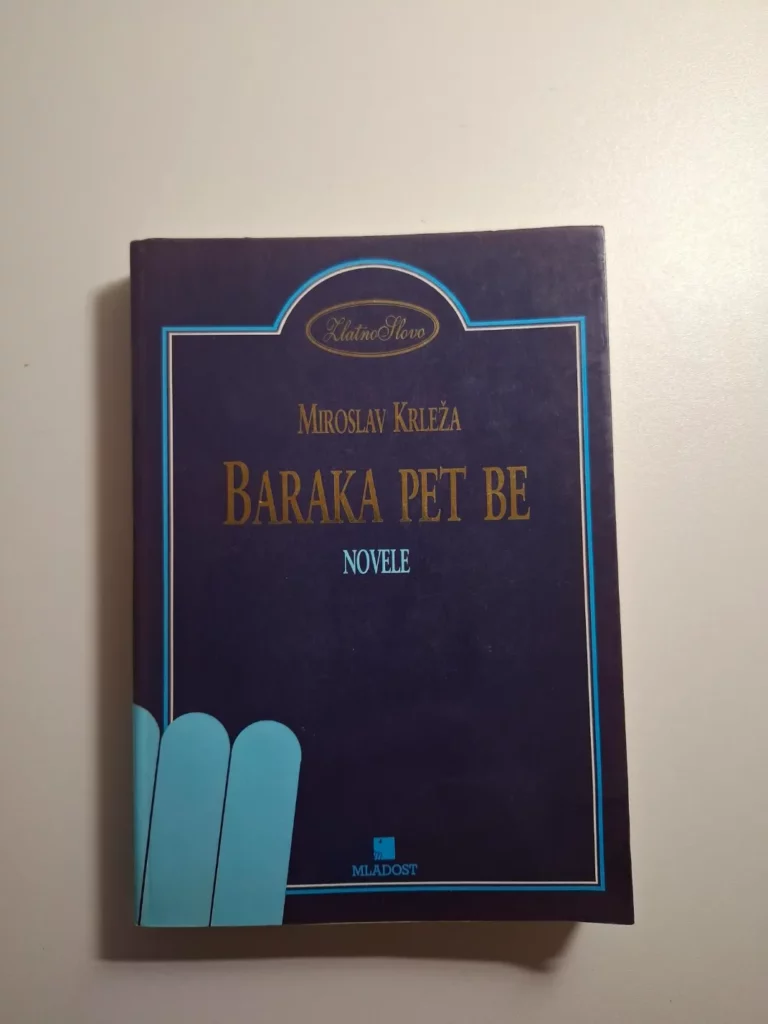 Zlatno Slovo
MIROSLAV KRLEŽA
BARAKA PET BE
NOVELE
MLADOST